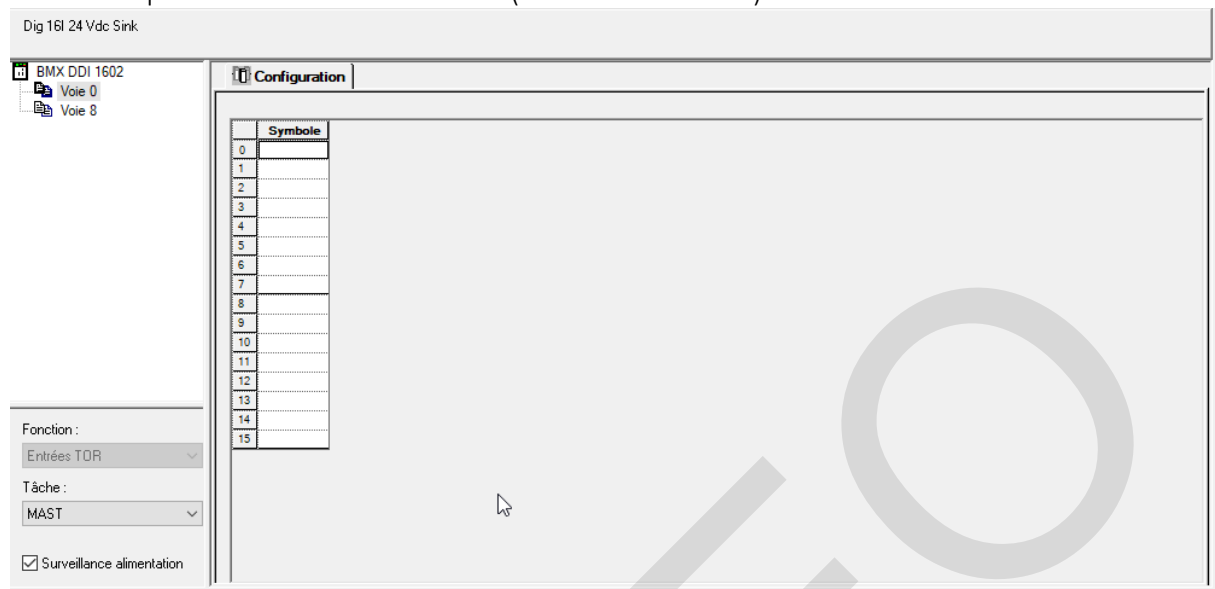 Dig 16I 24 Vdc Sink
BMX DDI 1602
Voie 0
Voie 8
Configuration
Symbole
0
1
2
3
4
5
6
7
8
9
10
11
12
13
14
15
Fonction :
Entrées TOR
Tâche :
MAST
Surveillance alimentation